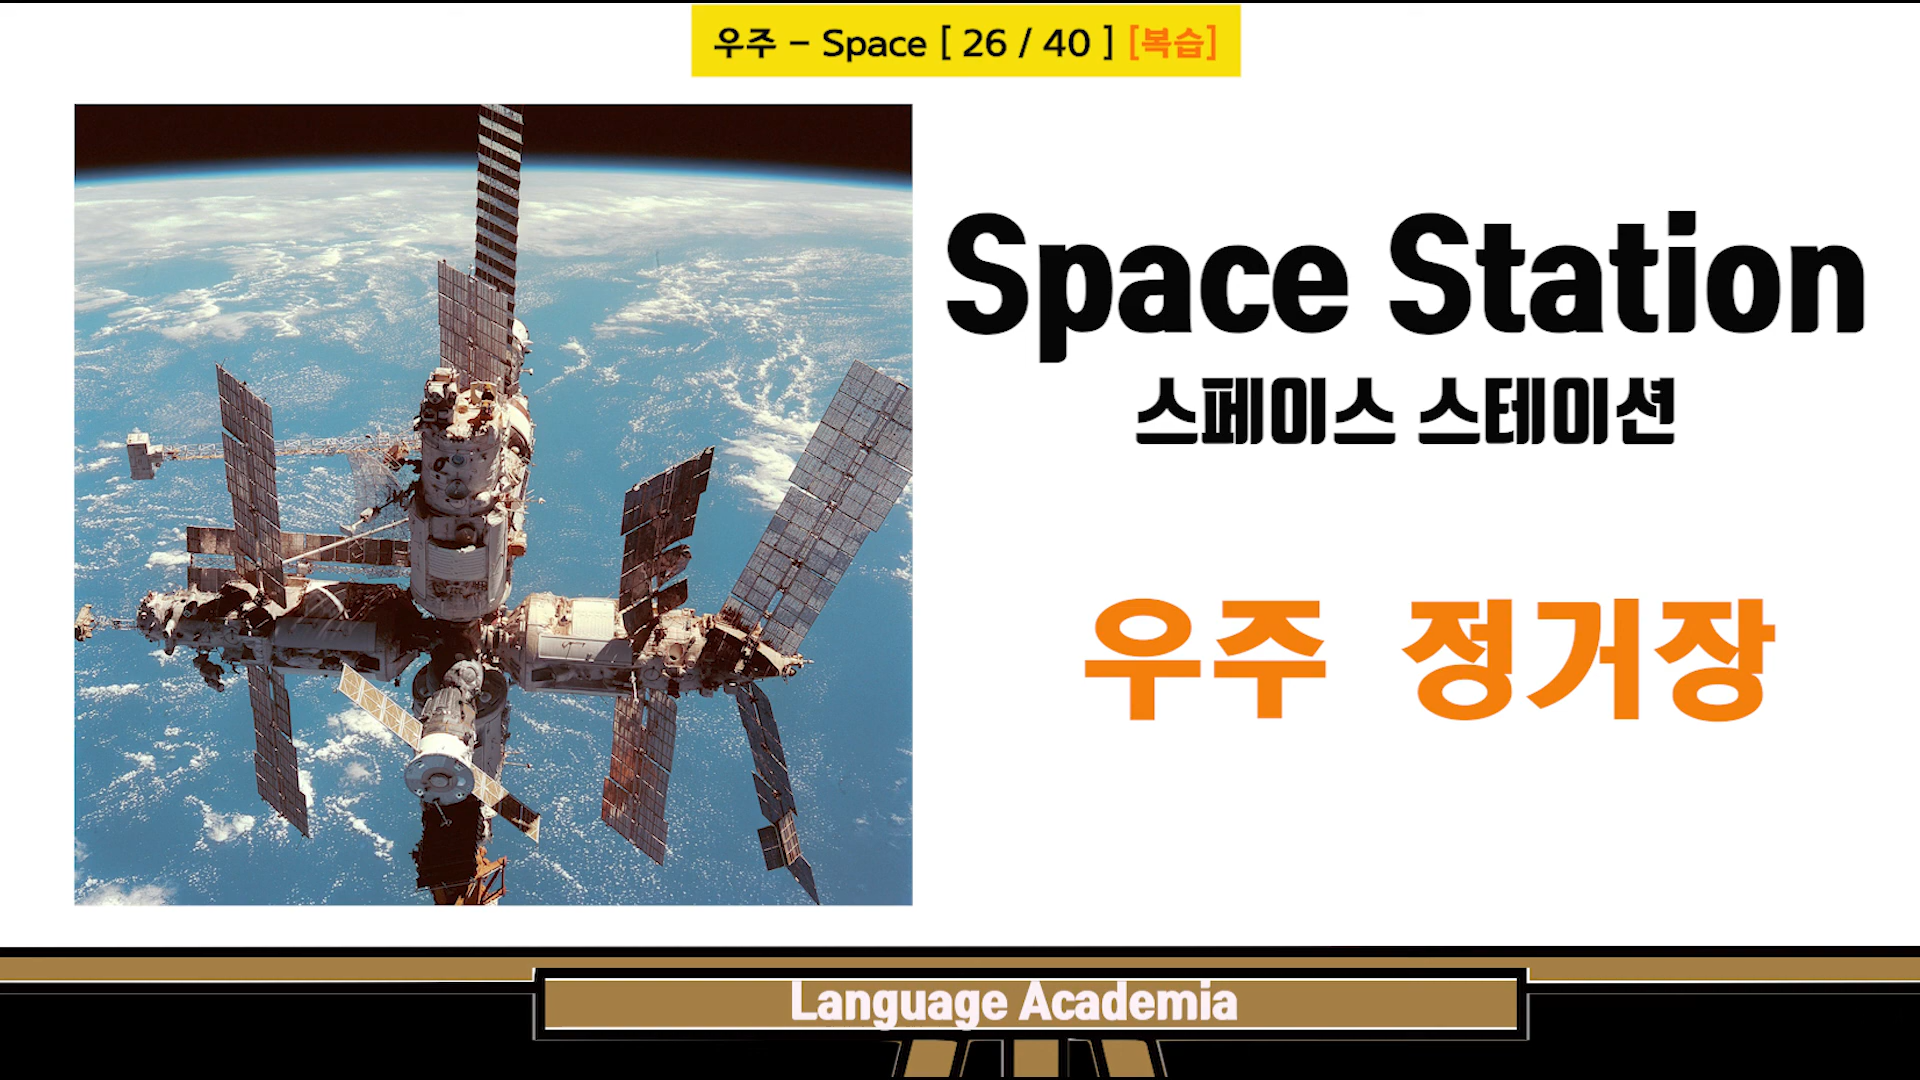 우주 – Space [ 26 / 40 ] [복습]
Space Station
스페이스 스테이션
우주 정거장
Language Academia